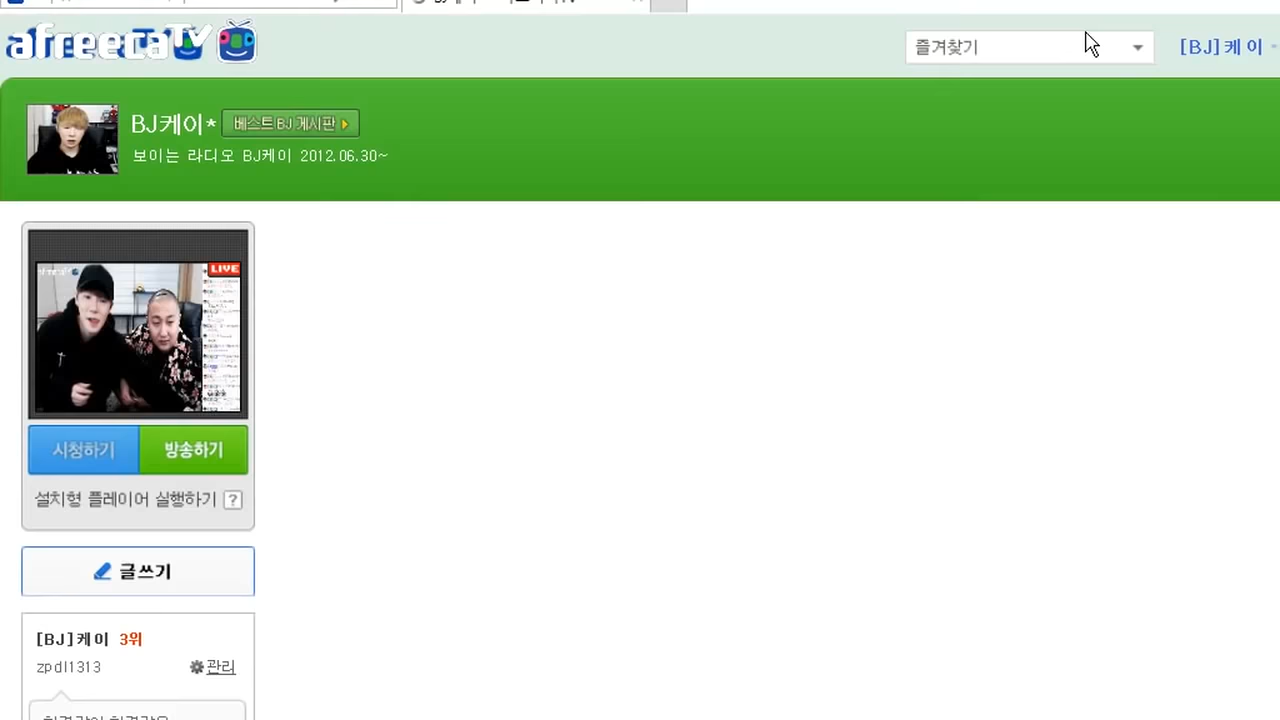 afreecaTV
즐겨찾기
[BJ]케이
BJ케이*
베스트BJ 게시판
보이는 라디오 BJ케이 2012.06.30~
LIVE
시청하기
방송하기
설치형 플레이어 실행하기 ?
글쓰기
[BJ]케이 3위
zpdl1313
관리